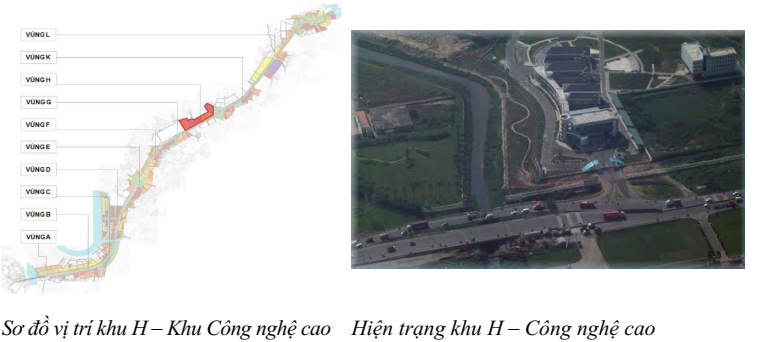 VÙNG L
VÙNG K
VÙNG H
VÙNG G
VÙNG F
VÙNG E
VÙNG D
VÙNG C
VÙNG B
VÙNG A
Sơ đồ vị trí khu H – Khu Công nghệ cao
Hiện trạng khu H – Công nghệ cao